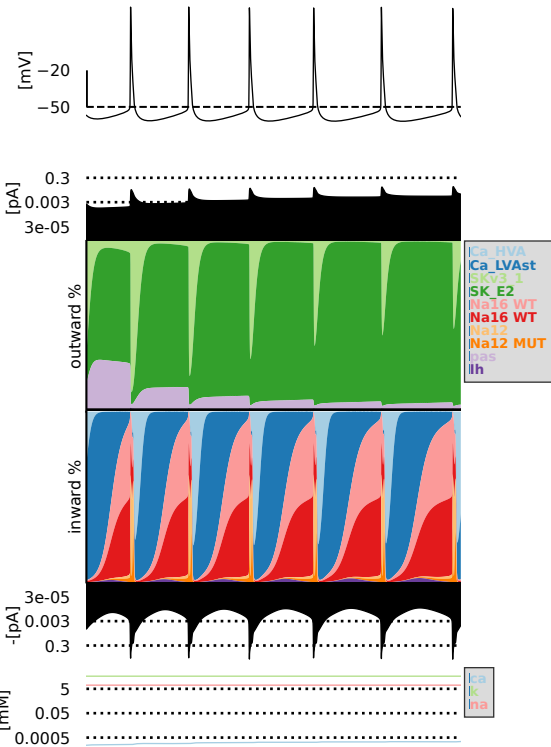 [mV]
−20
−50
[pA]
0.3
0.003
3e-05
outward %
Ca_HVA
Ca_LVAst
SKv3_1
SK_E2
Na16 WT
Na16 WT
Na12
Na12 MUT
pas
Ih
inward %
-[pA]
3e-05
0.003
0.3
[mM]
5
0.05
0.0005
ca
k
na